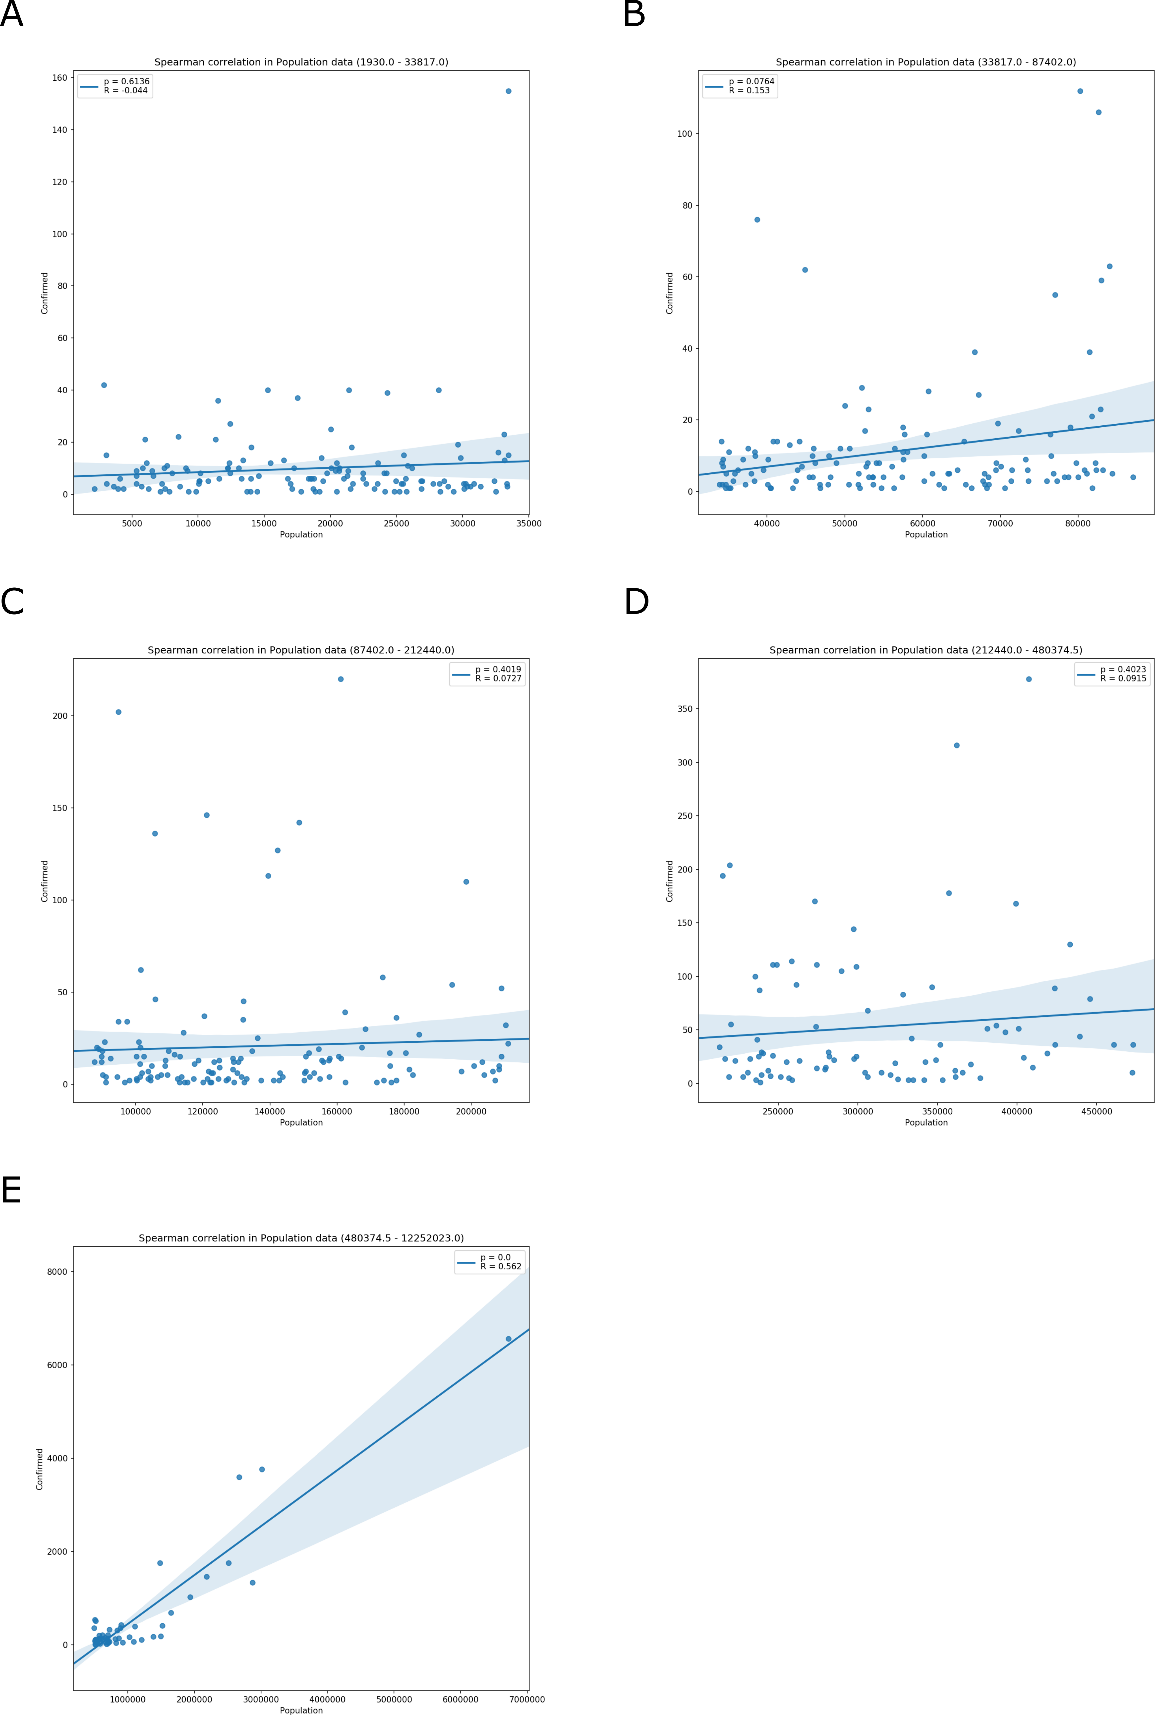 A
Spearman correlation in Population data (1930.0 - 33817.0)
p = 0.6136
R = -0.044
160
140
120
100
80
60
40
20
0
Confirmed
5000 10000 15000 20000 25000 30000 35000
Population
B
Spearman correlation in Population data (33817.0 - 87402.0)
p = 0.0764
R = 0.153
100
80
60
40
20
0
Confirmed
40000 50000 60000 70000 80000
Population
C
Spearman correlation in Population data (87402.0 - 212440.0)
p = 0.4019
R = 0.0727
200
150
100
50
0
Confirmed
100000 120000 140000 160000 180000 200000
Population
D
Spearman correlation in Population data (212440.0 - 480374.5)
p = 0.4023
R = 0.0915
350
300
250
200
150
100
50
0
Confirmed
250000 300000 350000 400000 450000
Population
E
Spearman correlation in Population data (480374.5 - 12252023.0)
p = 0.0
R = 0.562
8000
6000
4000
2000
0
Confirmed
1000000 2000000 3000000 4000000 5000000 6000000 7000000
Population